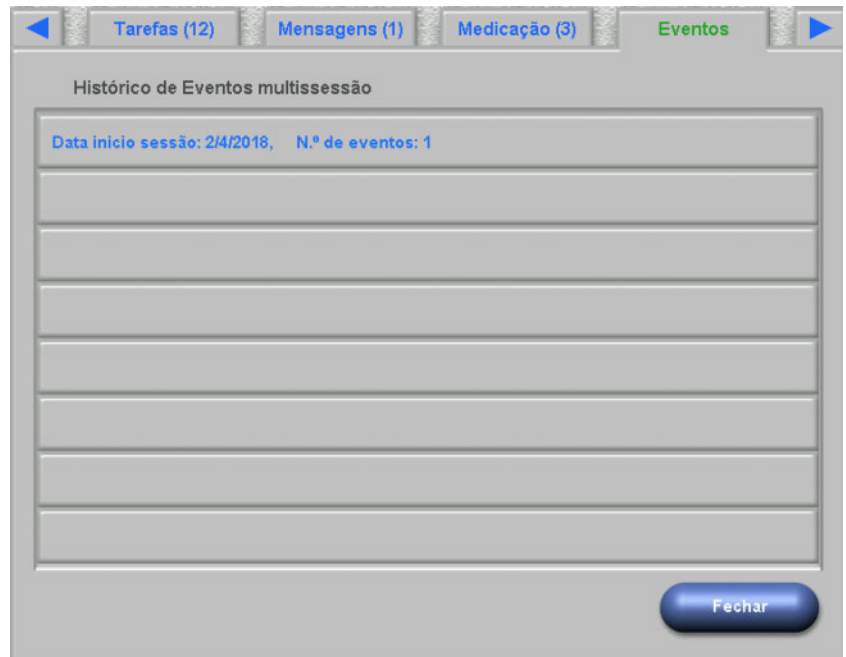 Tarefas (12) Mensagens (1) Medicação (3) Eventos
Histórico de Eventos multissessão
Data inicio sessão: 2/4/2018, N.º de eventos: 1
Fechar